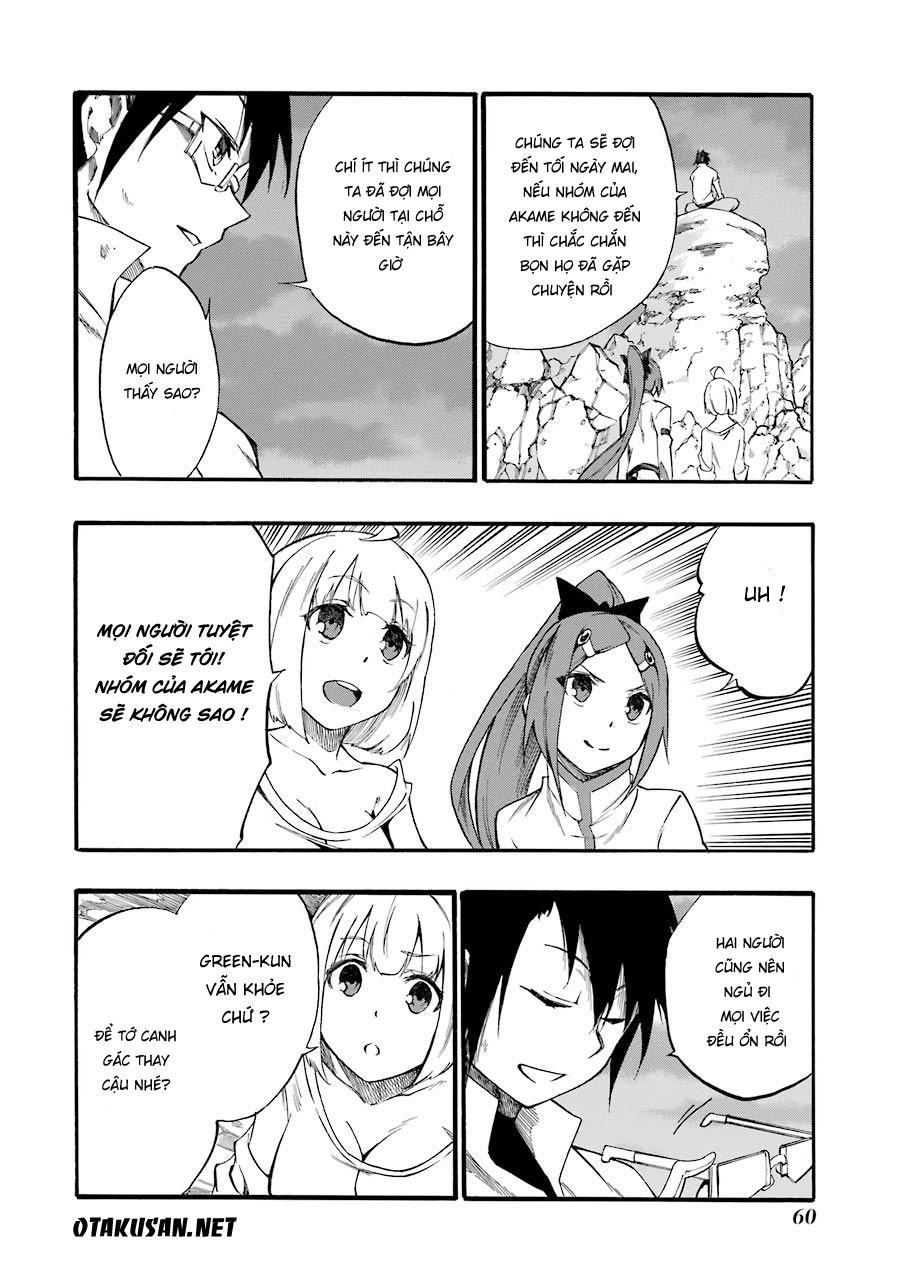 CHÚNG TA SẼ ĐỢI
ĐẾN TỐI NGÀY MAI,
NẾU NHÓM CỦA
AKAME KHÔNG ĐẾN
THÌ CHẮC CHẮN
BỌN HỌ ĐÃ GẶP
CHUYỆN RỒI
CHÍ ÍT THÌ CHÚNG
TA ĐÃ ĐỢI MỌI
NGƯỜI TẠI CHỖ
NÀY ĐẾN TẬN BÂY
GIỜ
MỌI NGƯỜI
THẤY SAO?
UH !
MỌI NGƯỜI TUYỆT
ĐỐI SẼ TỚI!
NHÓM CỦA AKAME
SẼ KHÔNG SAO !
HAI NGƯỜI
CŨNG NÊN
NGỦ ĐI
MỌI VIỆC
ĐỀU ỔN RỒI
GREEN-KUN
VẪN KHỎE
CHỨ ?
ĐỂ TỚ CANH
GÁC THAY
CẬU NHÉ?
OTAKUSAN.NET
60